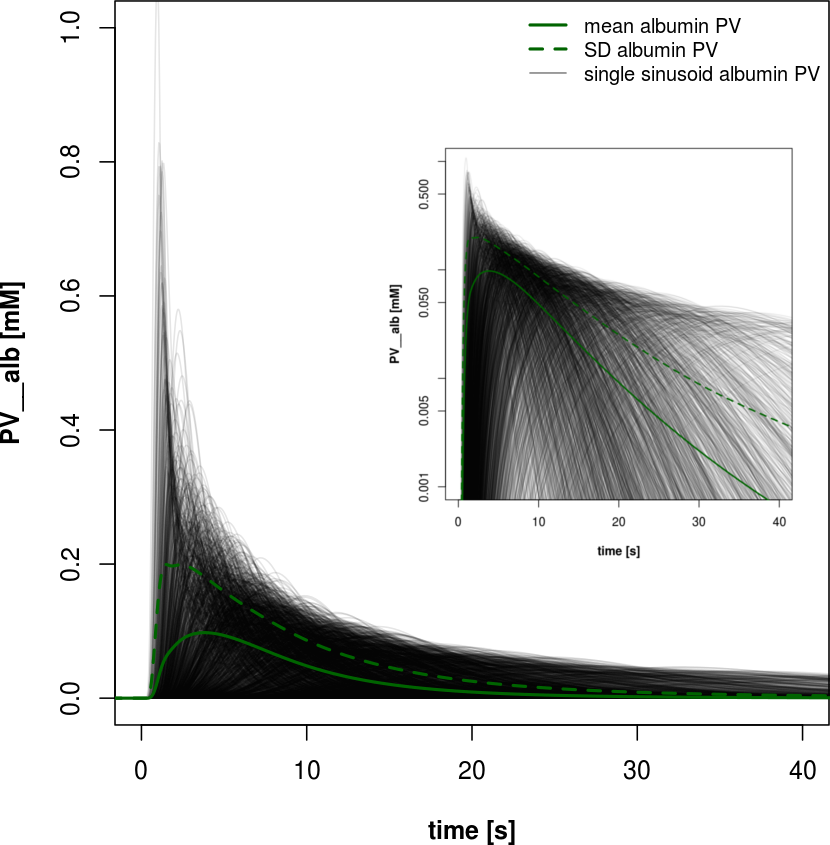 mean albumin PV
SD albumin PV
single sinusoid albumin PV
PV__alb [mM]
1.0
0.8
0.6
0.4
0.2
0.0
0 10 20 30 40
time [s]
PV__alb [mM]
0.500
0.050
0.005
0.001
0 10 20 30 40
time [s]